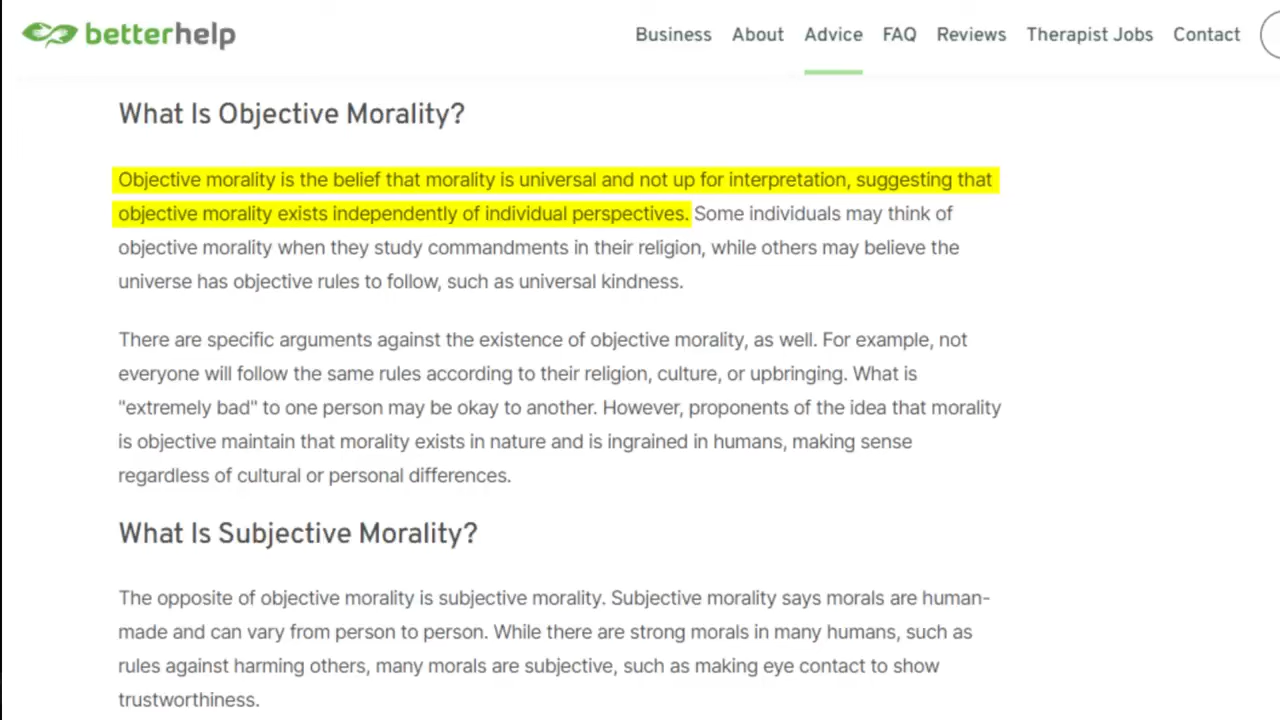 betterhelp
Business About Advice FAQ Reviews Therapist Jobs Contact
What Is Objective Morality?
Objective morality is the belief that morality is universal and not up for interpretation, suggesting that
objective morality exists independently of individual perspectives. Some individuals may think of
objective morality when they study commandments in their religion, while others may believe the
universe has objective rules to follow, such as universal kindness.
There are specific arguments against the existence of objective morality, as well. For example, not
everyone will follow the same rules according to their religion, culture, or upbringing. What is
"extremely bad" to one person may be okay to another. However, proponents of the idea that morality
is objective maintain that morality exists in nature and is ingrained in humans, making sense
regardless of cultural or personal differences.
What Is Subjective Morality?
The opposite of objective morality is subjective morality. Subjective morality says morals are human-
made and can vary from person to person. While there are strong morals in many humans, such as
rules against harming others, many morals are subjective, such as making eye contact to show
trustworthiness.